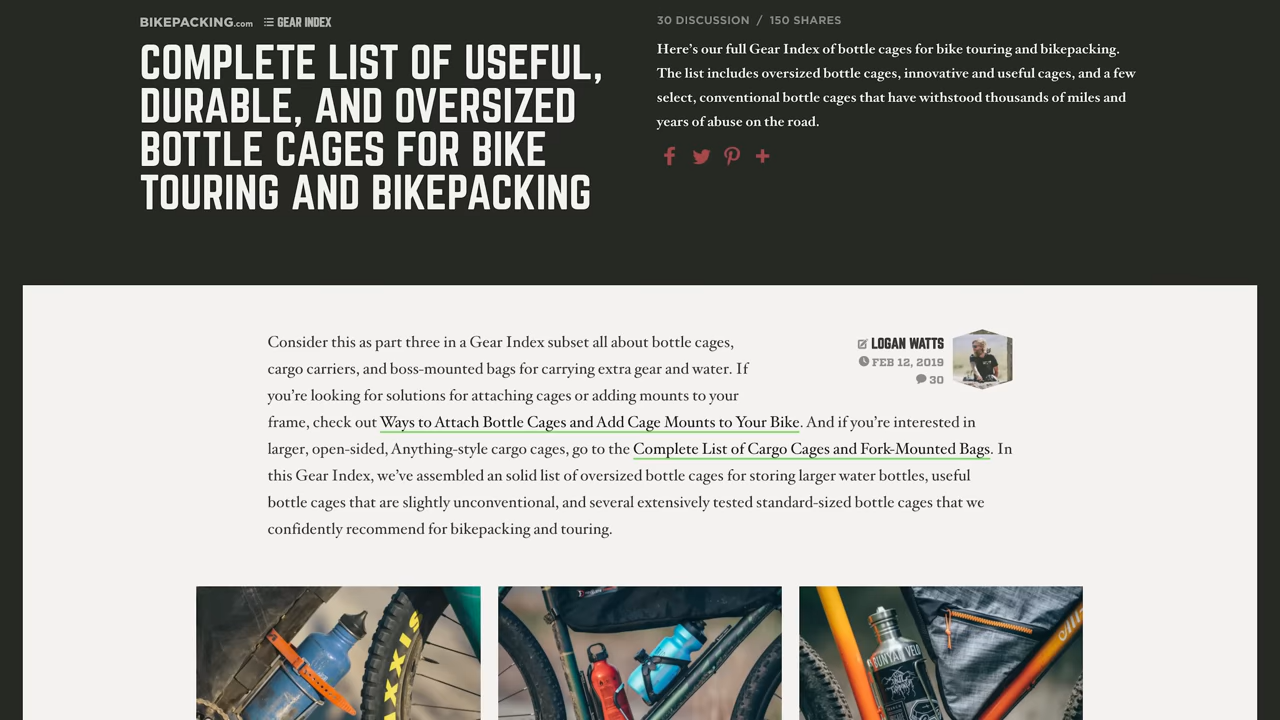 BIKEPACKING.com GEAR INDEX
COMPLETE LIST OF USEFUL,
DURABLE, AND OVERSIZED
BOTTLE CAGES FOR BIKE
TOURING AND BIKEPACKING
30 DISCUSSION / 150 SHARES
Here's our full Gear Index of bottle cages for bike touring and bikepacking.
The list includes oversized bottle cages, innovative and useful cages, and a few
select, conventional bottle cages that have withstood thousands of miles and
years of abuse on the road.
Consider this as part three in a Gear Index subset all about bottle cages,
cargo carriers, and boss-mounted bags for carrying extra gear and water. If
you're looking for solutions for attaching cages or adding mounts to your
frame, check out Ways to Attach Bottle Cages and Add Cage Mounts to Your Bike. And if you're interested in
larger, open-sided, Anything-style cargo cages, go to the Complete List of Cargo Cages and Fork-Mounted Bags. In
this Gear Index, we've assembled an solid list of oversized bottle cages for storing larger water bottles, useful
bottle cages that are slightly unconventional, and several extensively tested standard-sized bottle cages that we
confidently recommend for bikepacking and touring.
LOGAN WATTS
FEB 12, 2019
30